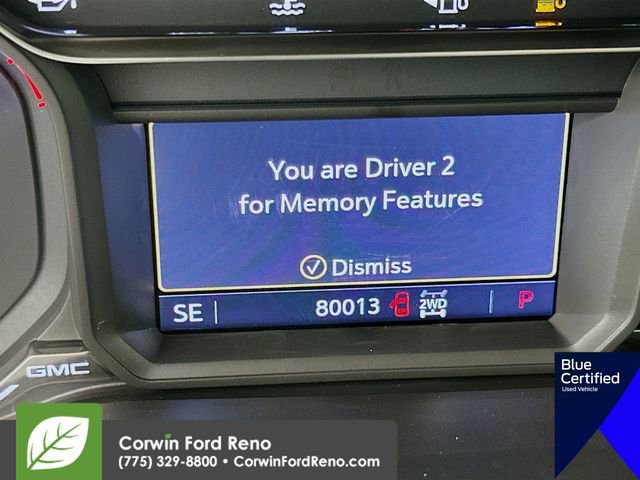 You are Driver 2
for Memory Features
Dismiss
SE 80013 2WD P
GMC
Blue
Certified
Used Vehicle
Corwin Ford Reno
(775) 329-8800 • CorwinFordReno.com